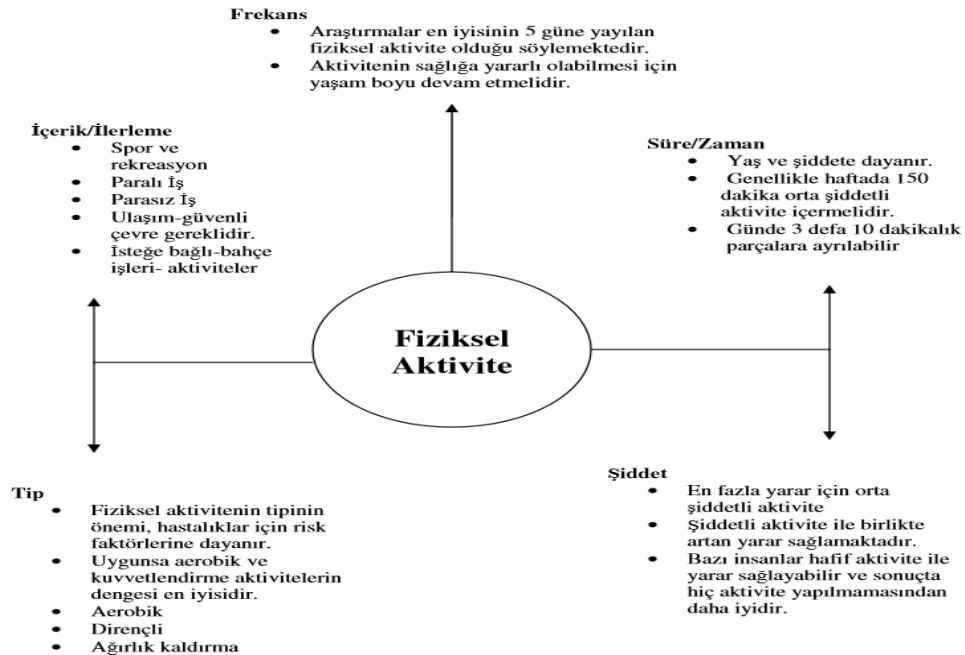 Frekans
• Araştırmalar en iyisinin 5 güne yayılan
fiziksel aktivite olduğu söylemektedir.
• Aktivitenin sağlığa yararlı olabilmesi için
yaşam boyu devam etmelidir.
İçerik/İlerleme
• Spor ve
rekreasyon
• Paralı İş
• Parasız İş
• Ulaşım-güvenli
çevre gereklidir.
• İsteğe bağlı-bahçe
işleri- aktiviteler
Süre/Zaman
• Yaş ve şiddete dayanır.
• Genellikle haftada 150
dakika orta şiddetli
aktivite içermelidir.
• Günde 3 defa 10 dakikalık
parçalara ayrılabilir
Fiziksel
Aktivite
Tip
• Fiziksel aktivitenin tipinin
önemi, hastalıklar için risk
faktörlerine dayanır.
• Uygunsa aerobik ve
kuvvetlendirme aktivitelerin
dengesi en iyisidir.
• Aerobik
• Dirençli
• Ağırlık kaldırma
Şiddet
• En fazla yarar için orta
şiddetli aktivite
• Şiddetli aktivite ile birlikte
artan yarar sağlamaktadır.
• Bazı insanlar hafif aktivite ile
yarar sağlayabilir ve sonuçta
hiç aktivite yapılmamasından
daha iyidir.